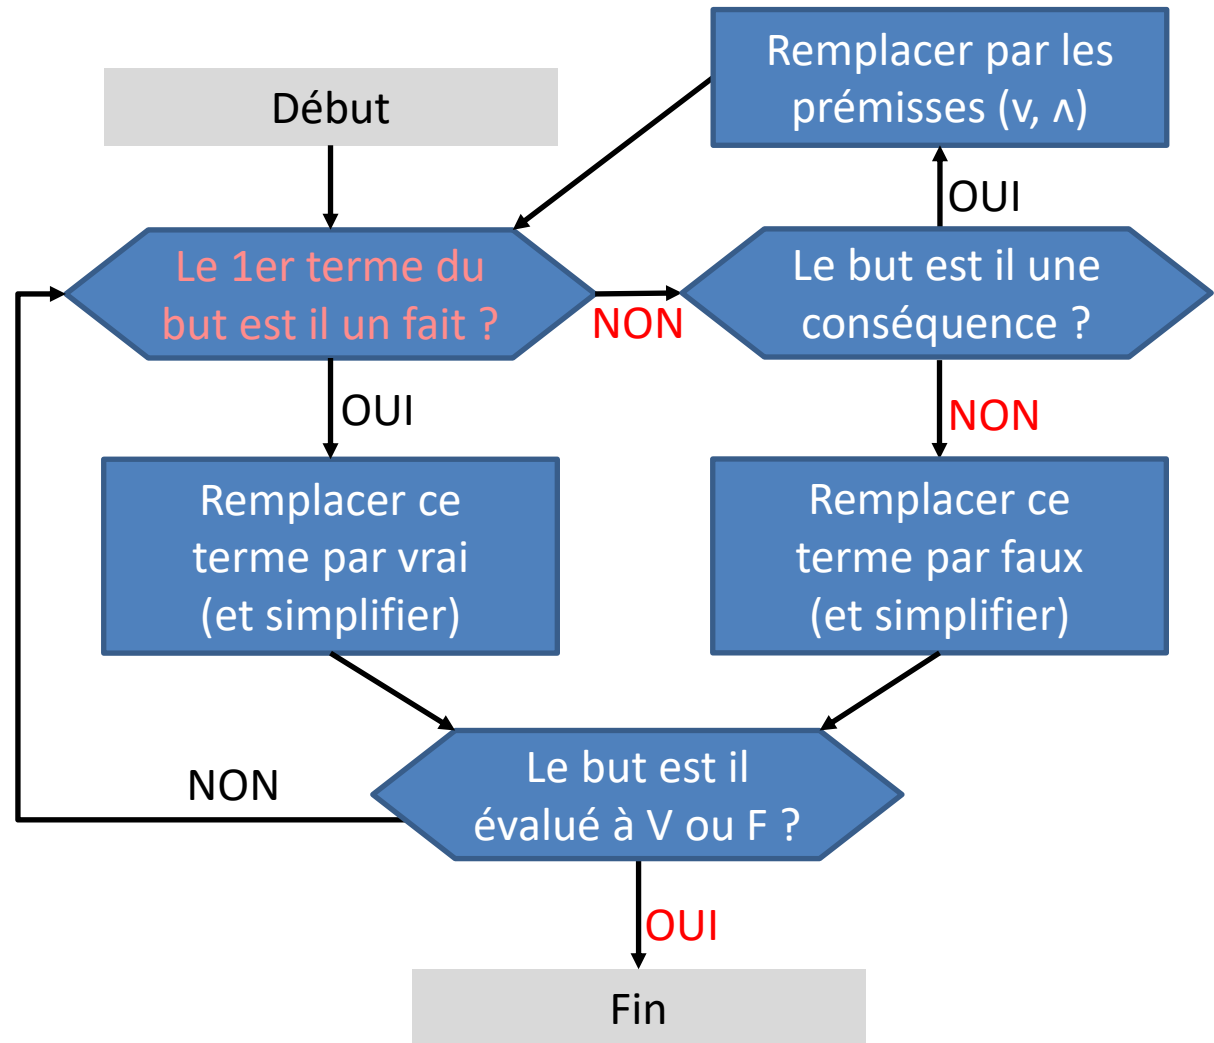 Début
Remplacer par les
prémisses (v, ʌ)
OUI
Le 1er terme du
but est il un fait ?
NON
Le but est il une
conséquence ?
OUI
NON
Remplacer ce
terme par vrai
(et simplifier)
Remplacer ce
terme par faux
(et simplifier)
NON
Le but est il
évalué à V ou F ?
OUI
Fin